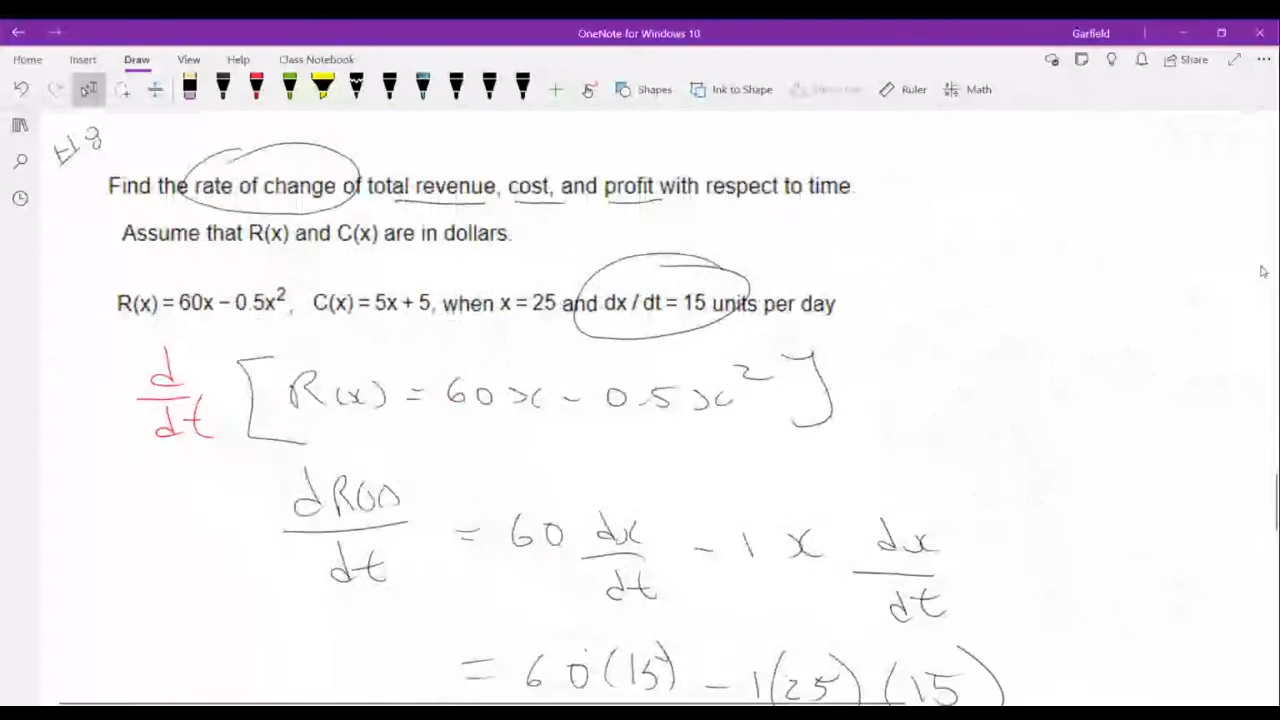 OneNote for Windows 10
Garfield
Home Insert Draw View Help Class Notebook
Share
Shapes Ink to Shape Ruler Math
Find the rate of change of total revenue, cost, and profit with respect to time
Assume that R(x) and C(x) are in dollars.
R(x) = 60x − 0.5x², C(x) = 5x + 5, when x = 25 and dx / dt = 15 units per day
d/dt [R(x) = 60x − 0.5x²]
dR(x)/dt = 60 dx/dt − 1x dx/dt
= 60(15) − 1(25)(15)